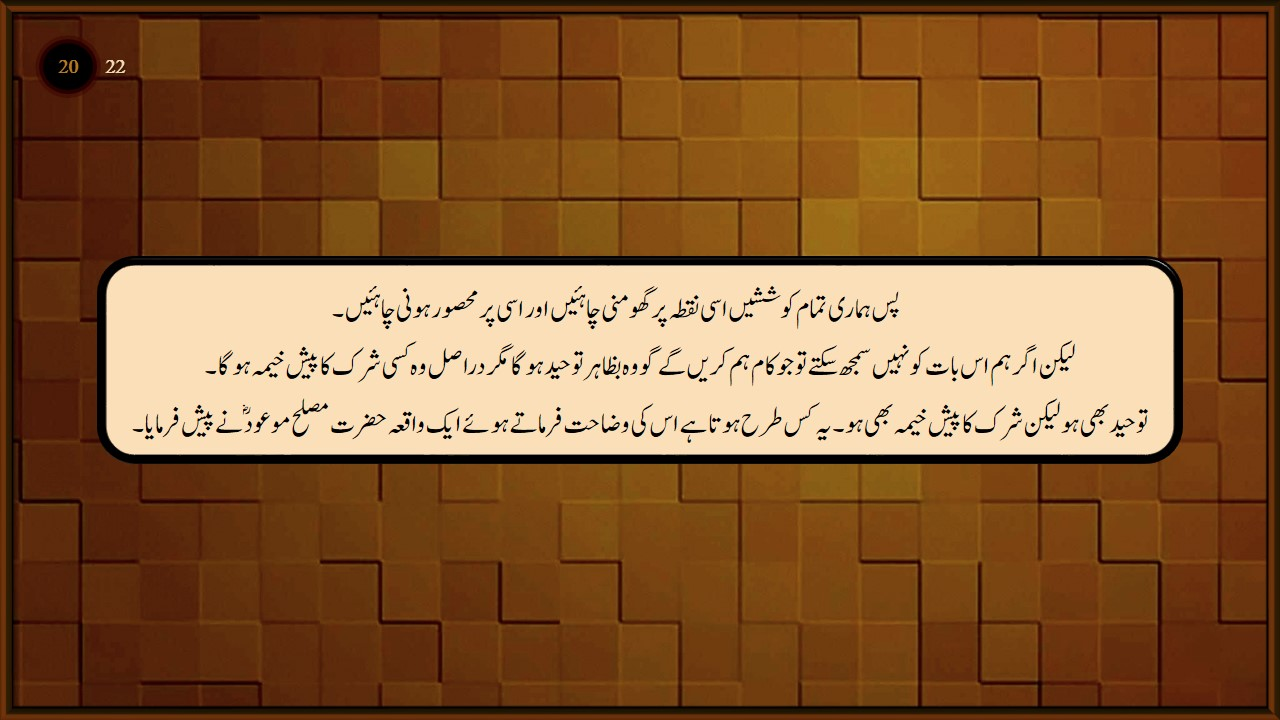 20 22
پس ہماری تمام کوششیں اسی نقطہ پر گھومنی چاہئیں اور اسی پر محصور ہونی چاہئیں۔
لیکن اگر ہم اس بات کو نہیں سمجھ سکتے تو جو کام ہم کریں گے گو وہ بظاہر توحید ہو گا مگر دراصل وہ کسی شرک کا پیش خیمہ ہو گا۔
توحید بھی ہو لیکن شرک کا پیش خیمہ بھی ہو۔ یہ کس طرح ہوتا ہے اس کی وضاحت فرماتے ہوئے ایک واقعہ حضرت مصلح موعودؓ نے پیش فرمایا۔